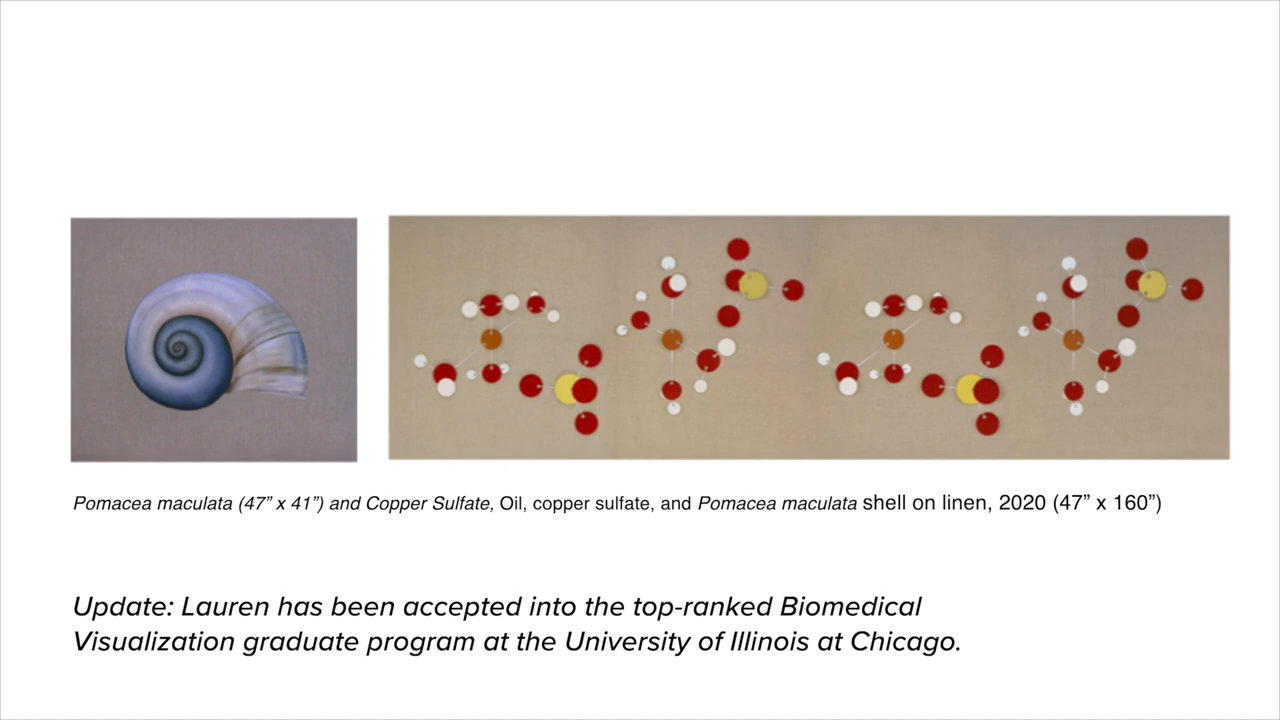 Pomacea maculata (47” x 41”) and Copper Sulfate, Oil, copper sulfate, and Pomacea maculata shell on linen, 2020 (47” x 160”)
Update: Lauren has been accepted into the top-ranked Biomedical
Visualization graduate program at the University of Illinois at Chicago.